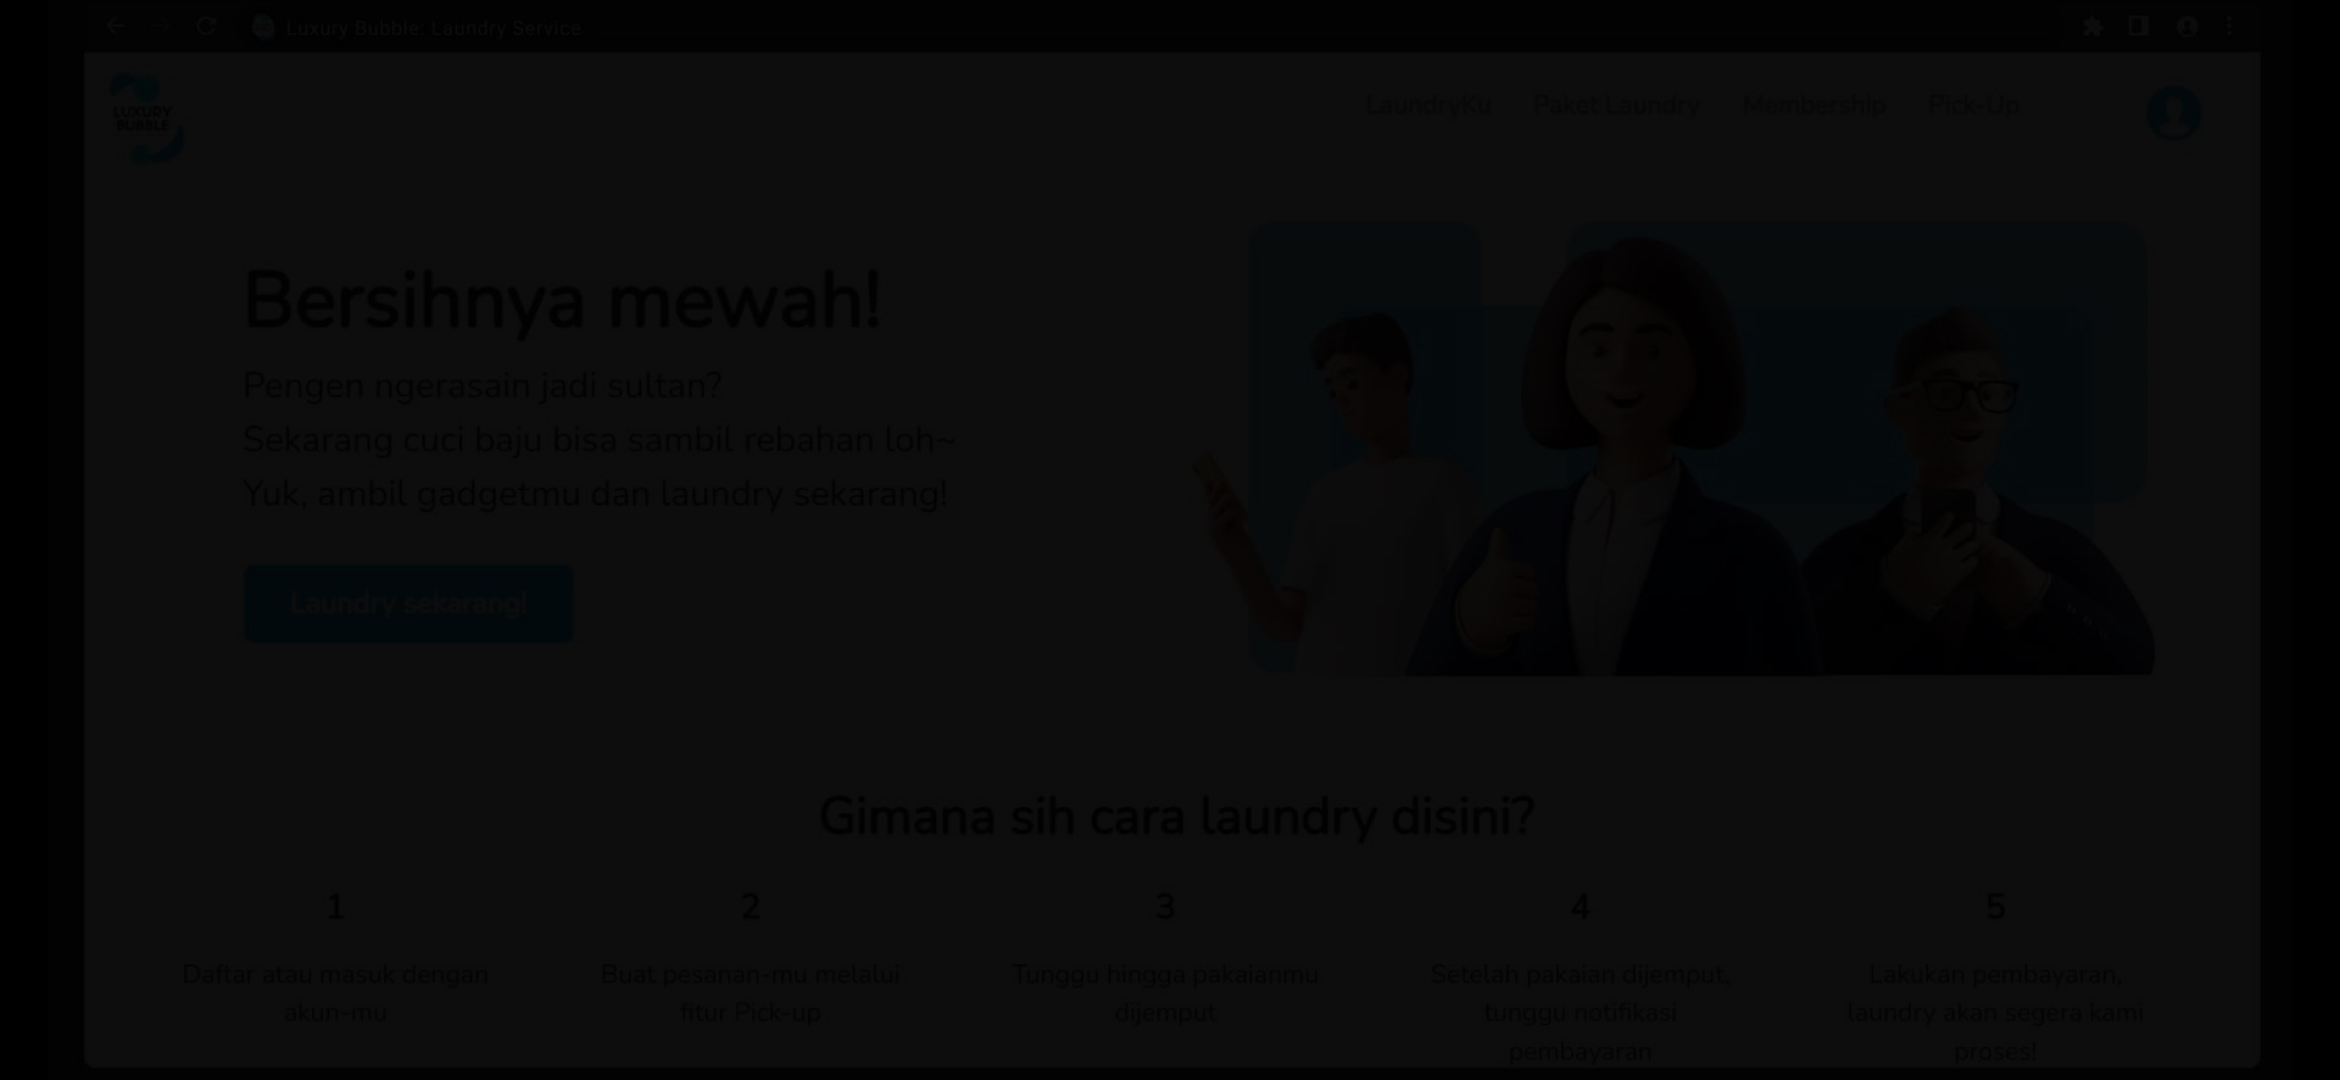 Luxury Bubble: Laundry Service
LUXURY
BUBBLE
LaundryKu Paket Laundry Membership Pick-Up
Bersihnya mewah!
Pengen ngerasain jadi sultan?
Sekarang cuci baju bisa sambil rebahan loh~
Yuk, ambil gadgetmu dan laundry sekarang!
Laundry sekarang!
Gimana sih cara laundry disini?
1
Daftar atau masuk dengan
akun-mu
2
Buat pesanan-mu melalui
fitur Pick-up
3
Tunggu hingga pakaianmu
dijemput
4
Setelah pakaian dijemput,
tunggu notifikasi
pembayaran
5
Lakukan pembayaran,
laundry akan segera kami
proses!